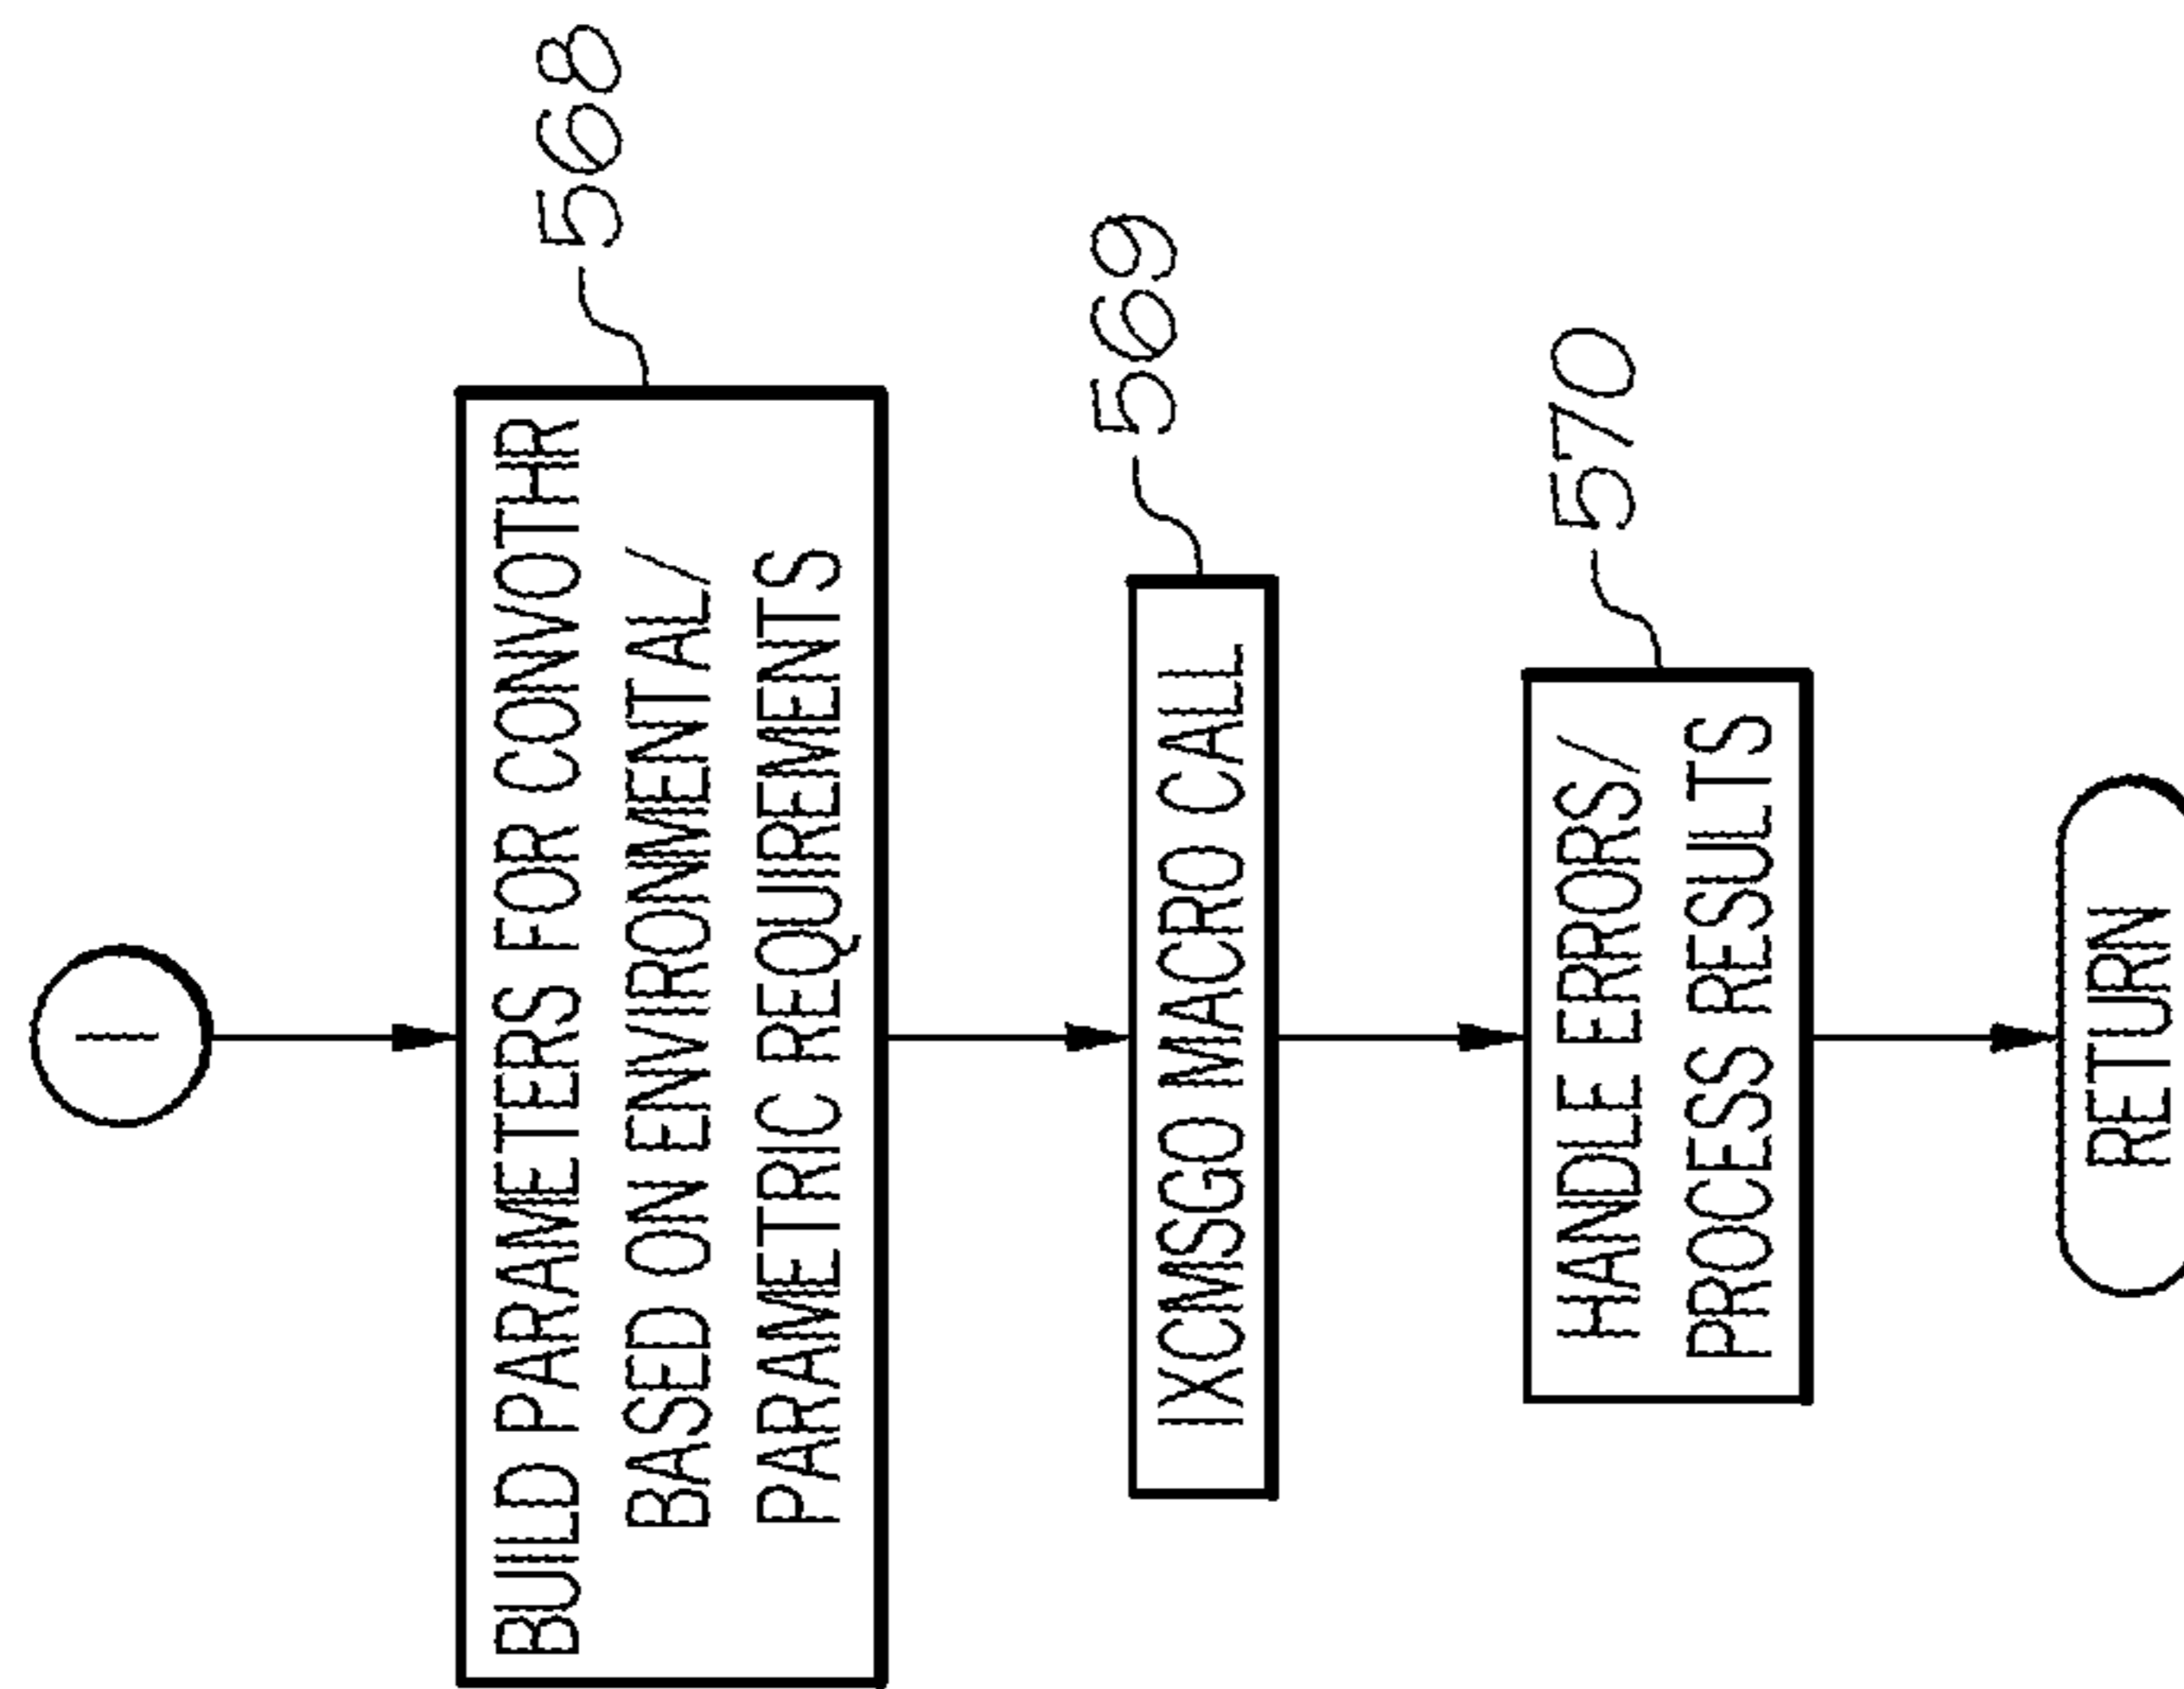 1
BUILD PARAMETERS FOR CONVOTHR
BASED ON ENVIRONMENTAL/
PARAMETRIC REQUIREMENTS
568
IXCMSGO MACRO CALL
569
HANDLE ERRORS/
PROCESS RESULTS
570
RETURN